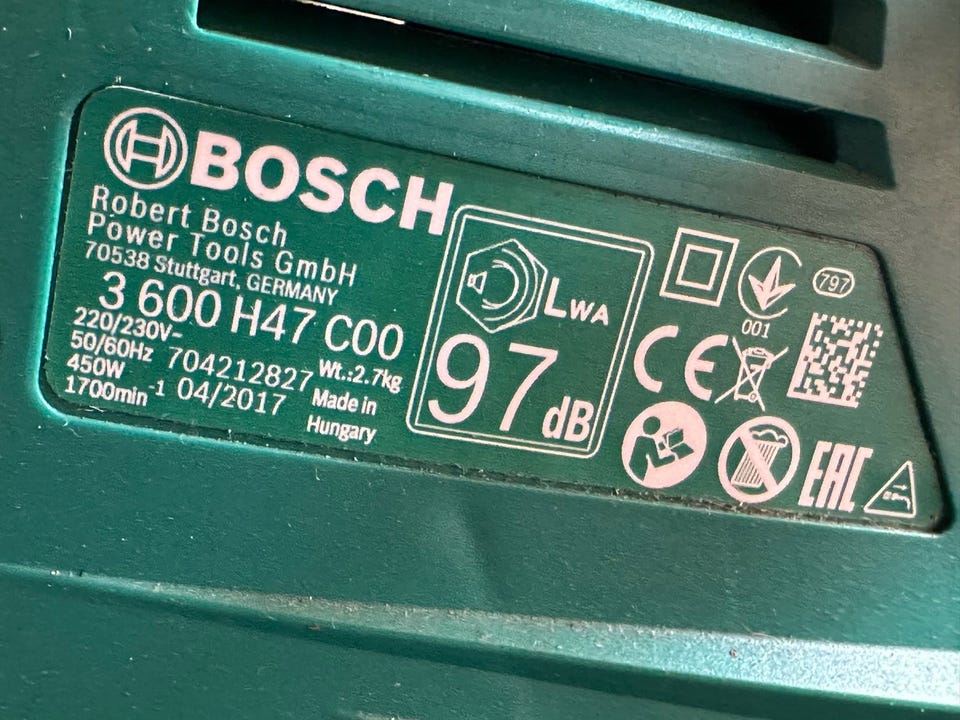 BOSCH
Robert Bosch
Power Tools GmbH
70538 Stuttgart, GERMANY
3 600 H47 C00
220/230V~
50/60Hz
450W
1700min-1
704212827
04/2017
Wt.:2.7kg
Made in
Hungary
LWA
97 dB
001
797
CE
EAC